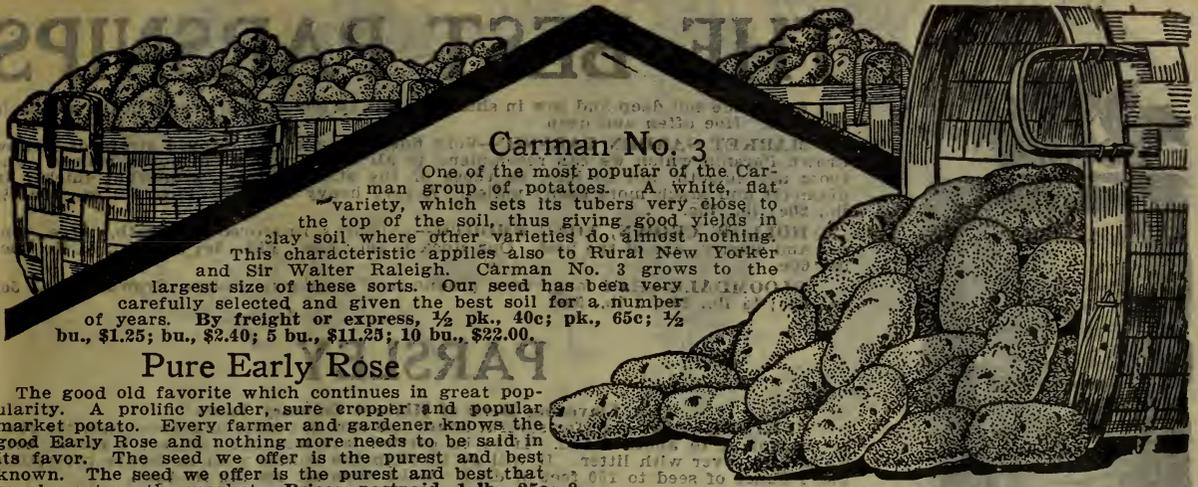 Carman No. 3
One of the most popular of the Car-
man group of potatoes. A white, flat
variety, which sets its tubers very close to
the top of the soil, thus giving good yields in
clay soil where other varieties do almost nothing.
This characteristic applies also to Rural New Yorker
and Sir Walter Raleigh. Carman No. 3 grows to the
largest size of these sorts. Our seed has been very
carefully selected and given the best soil for a number
of years. By freight or express, ½ pk., 40c; pk., 65c; ½
bu., $1.25; bu., $2.40; 5 bu., $11.25; 10 bu., $22.00.
Pure Early Rose
The good old favorite which continues in great pop-
ularity. A prolific yielder, sure cropper and popular
market potato. Every farmer and gardener knows the
good Early Rose and nothing more needs to be said in
its favor. The seed we offer is the purest and best
known. The seed we offer is the purest and best that